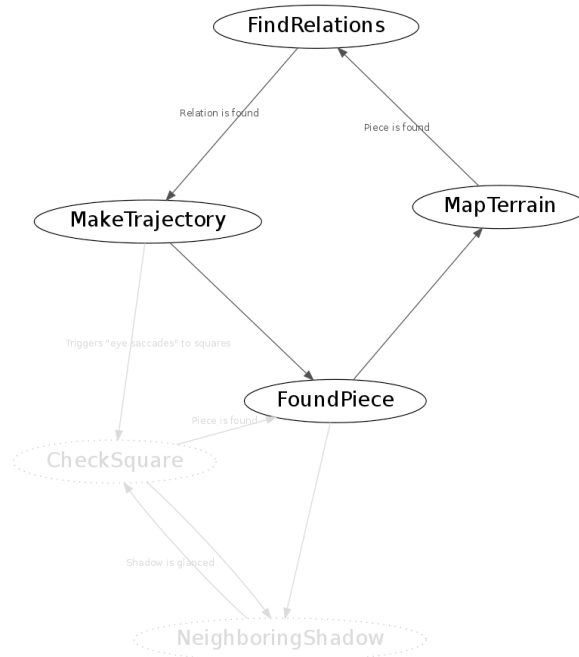 FindRelations
Relation is found
Piece is found
MakeTrajectory
MapTerrain
Triggers "eye saccades" to squares
FoundPiece
Piece is found
CheckSquare
Shadow is glanced
NeighboringShadow